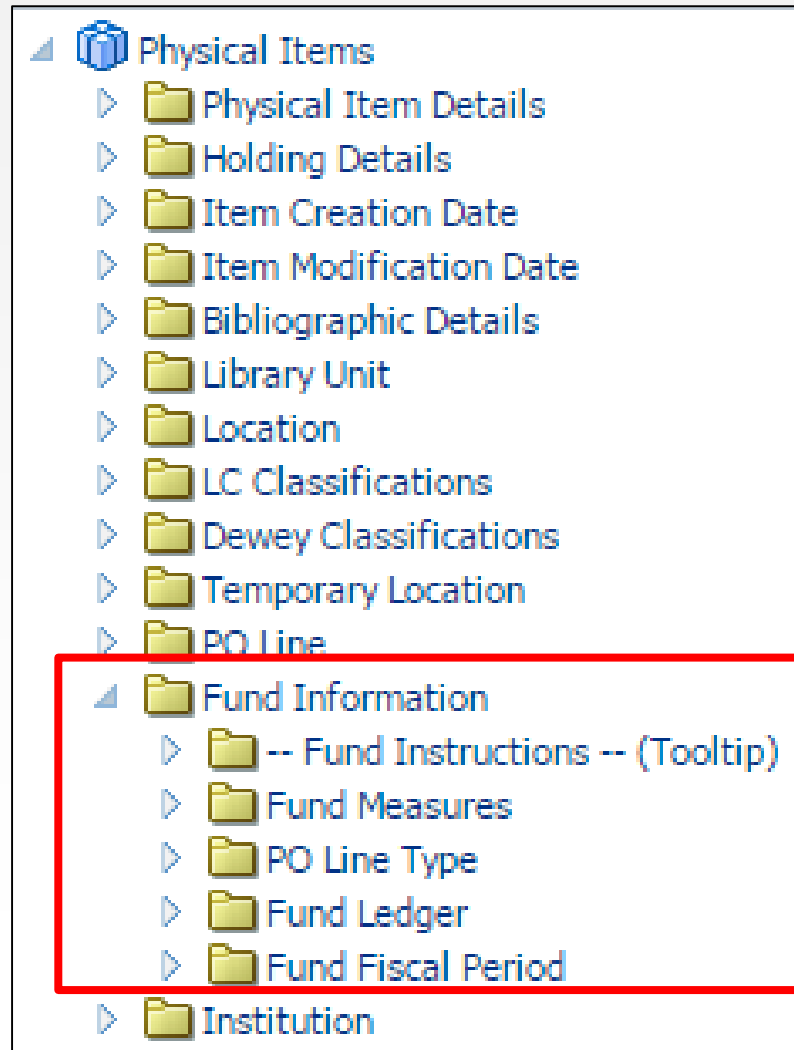 Physical Items
Physical Item Details
Holding Details
Item Creation Date
Item Modification Date
Bibliographic Details
Library Unit
Location
LC Classifications
Dewey Classifications
Temporary Location
PO Line
Fund Information
-- Fund Instructions -- (Tooltip)
Fund Measures
PO Line Type
Fund Ledger
Fund Fiscal Period
Institution